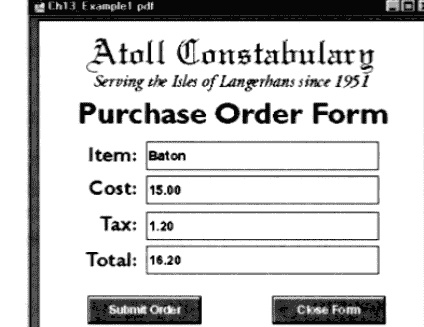 Ch13_Example1.pdf
Atoll Constabulary
Serving the Isles of Langerhans since 1951
Purchase Order Form
Item: Baton
Cost: 15.00
Tax: 1.20
Total: 16.20
Submit Order Close Form